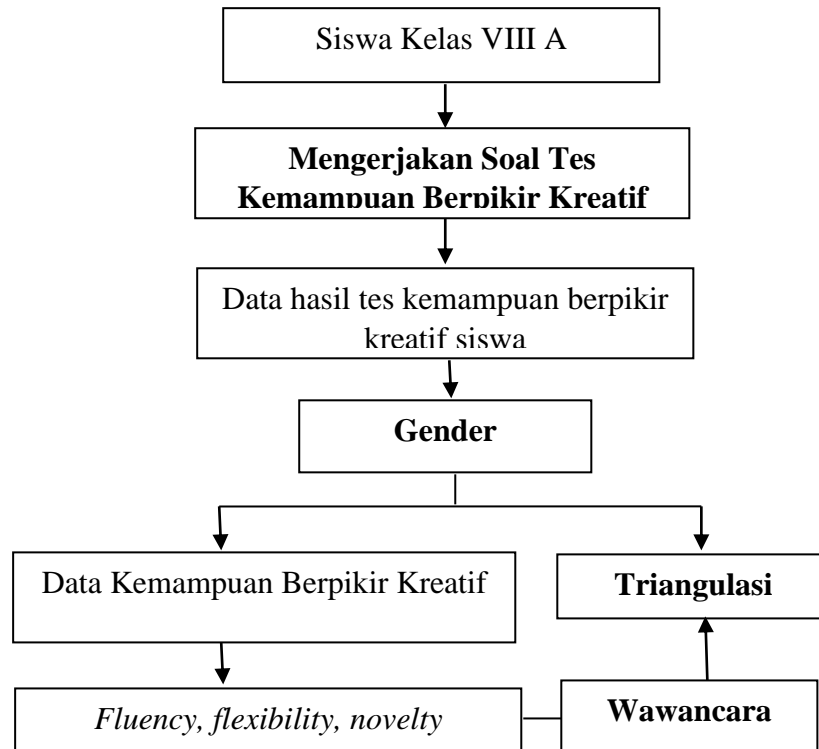 Siswa Kelas VIII A
Mengerjakan Soal Tes
Kemampuan Berpikir Kreatif
Data hasil tes kemampuan berpikir
kreatif siswa
Gender
Data Kemampuan Berpikir Kreatif
Triangulasi
Fluency, flexibility, novelty
Wawancara